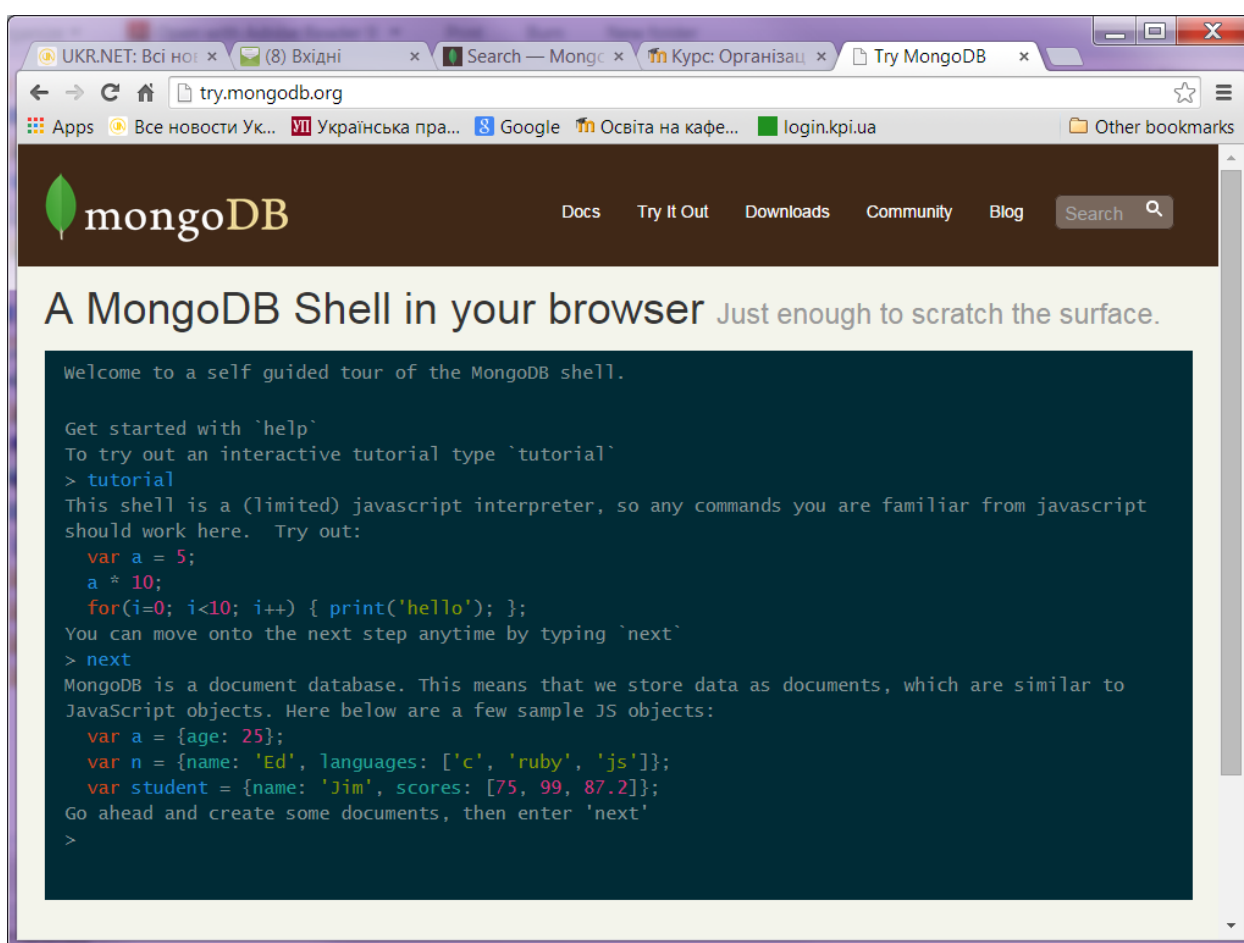 UKR.NET: Всі нов
(8) Вхідні
Search — Mongo
Курс: Організац
Try MongoDB
try.mongodb.org
Apps Все новости Ук... УП Українська пра... 8 Google Освіта на кафе... login.kpi.ua Other bookmarks
mongoDB
Docs Try It Out Downloads Community Blog Search
A MongoDB Shell in your browser Just enough to scratch the surface.
Welcome to a self guided tour of the MongoDB shell.
Get started with `help`
To try out an interactive tutorial type `tutorial`
> tutorial
This shell is a (limited) javascript interpreter, so any commands you are familiar from javascript
should work here.  Try out:
  var a = 5;
  a * 10;
  for(i=0; i<10; i++) { print('hello'); };
You can move onto the next step anytime by typing `next`
> next
MongoDB is a document database. This means that we store data as documents, which are similar to
JavaScript objects. Here below are a few sample JS objects:
  var a = {age: 25};
  var n = {name: 'Ed', languages: ['c', 'ruby', 'js']};
  var student = {name: 'Jim', scores: [75, 99, 87.2]};
Go ahead and create some documents, then enter 'next'
>